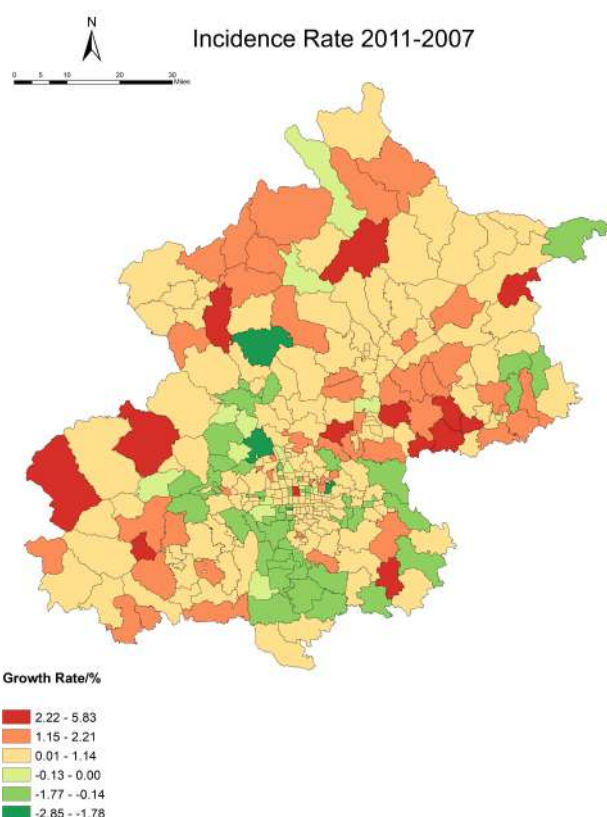 N
Incidence Rate 2011-2007
0 5 10 20 30
Miles
Growth Rate/%
2.22 - 5.83
1.15 - 2.21
0.01 - 1.14
-0.13 - 0.00
-1.77 - -0.14
-2.85 - -1.78